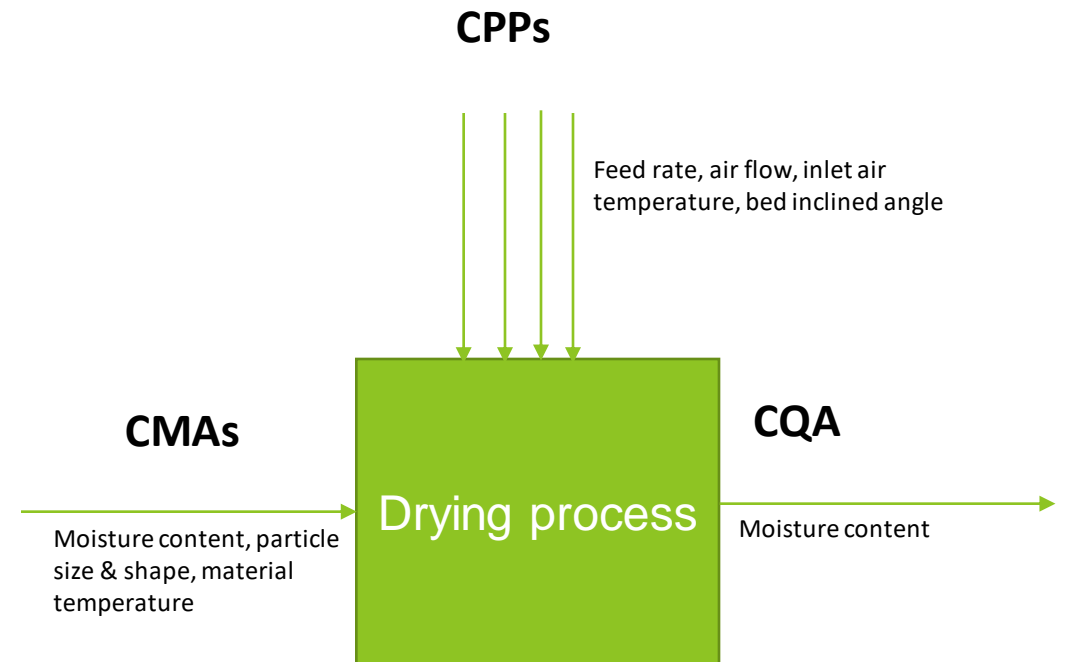 CPPs
Feed rate, air flow, inlet air
temperature, bed inclined angle
CMAs
CQA
Drying process
Moisture content, particle
size & shape, material
temperature
Moisture content